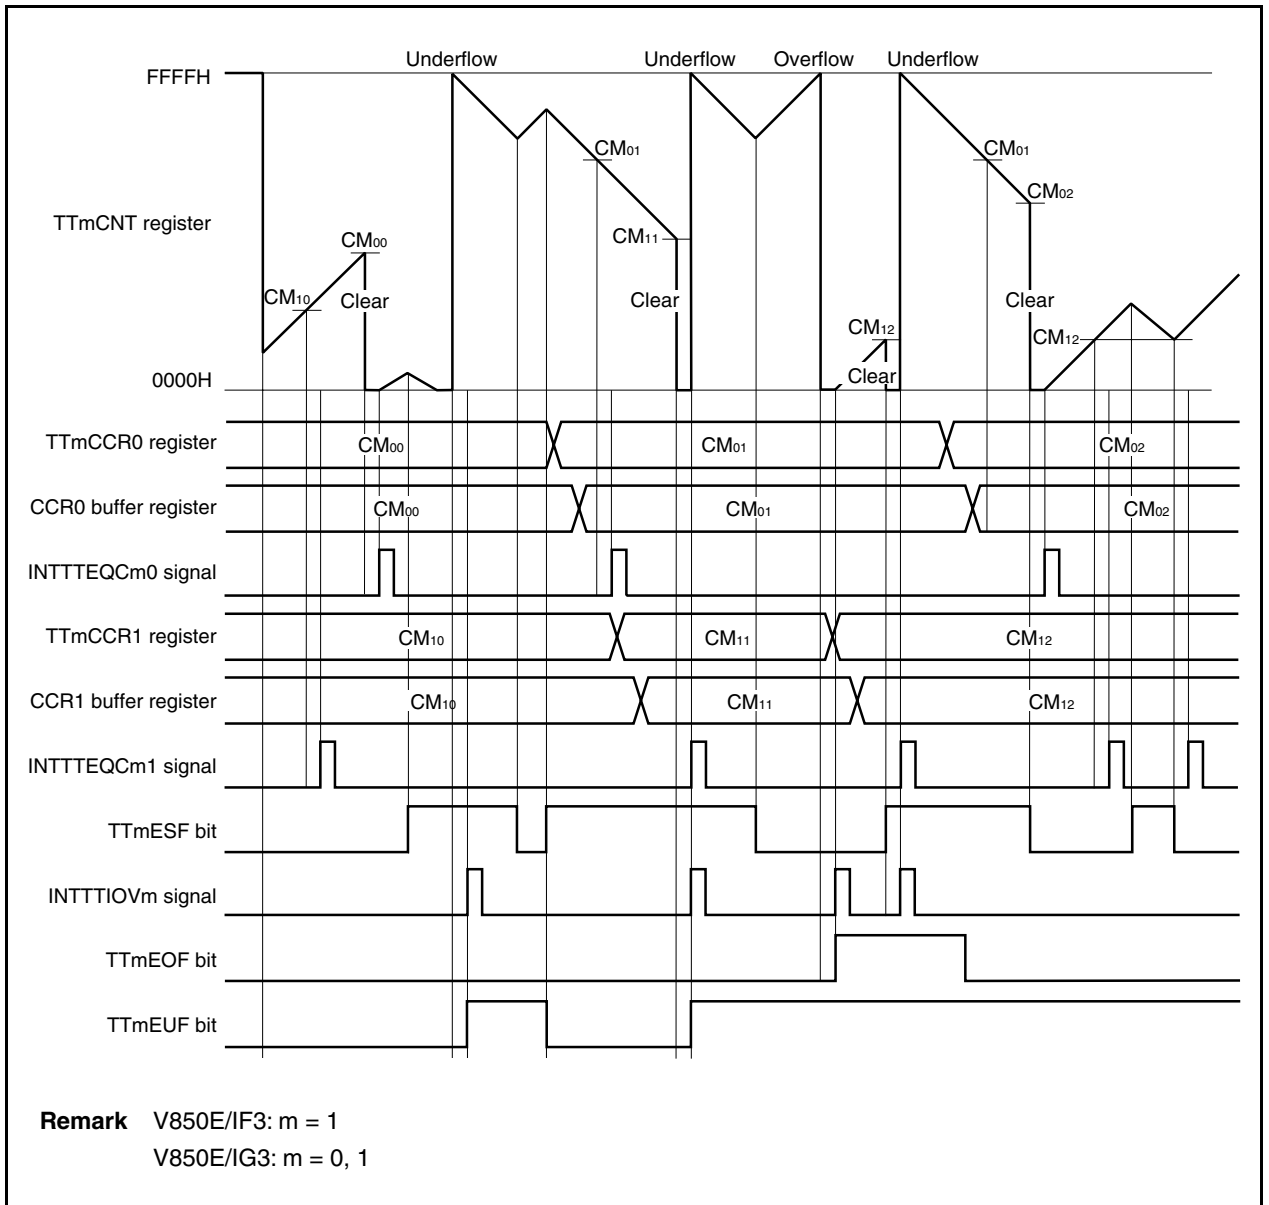 Underflow Underflow Overflow Underflow
FFFFH
CM01 CM01
CM02
TTmCNT register
CM00 CM11
CM10 Clear Clear Clear
CM12 CM12
Clear
0000H
TTmCCR0 register CM00 CM01 CM02
CCR0 buffer register CM00 CM01 CM02
INTTTEQCm0 signal
TTmCCR1 register CM10 CM11 CM12
CCR1 buffer register CM10 CM11 CM12
INTTTEQCm1 signal
TTmESF bit
INTTTIOVm signal
TTmEOF bit
TTmEUF bit
Remark V850E/IF3: m = 1
V850E/IG3: m = 0, 1